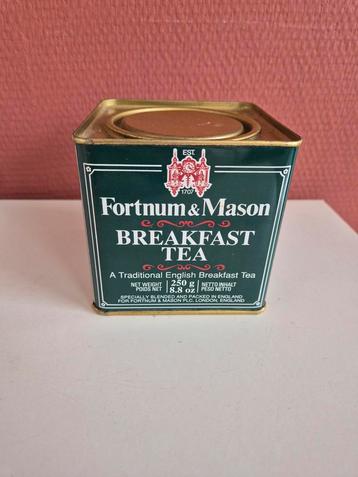 EST.
1707
Fortnum & Mason
BREAKFAST
TEA
A Traditional English Breakfast Tea
NET WEIGHT 250 g NETTO INHALT
POIDS NET 8.8 oz PESO NETTO
SPECIALLY BLENDED AND PACKED IN ENGLAND
FOR FORTNUM & MASON PLC, LONDON, ENGLAND